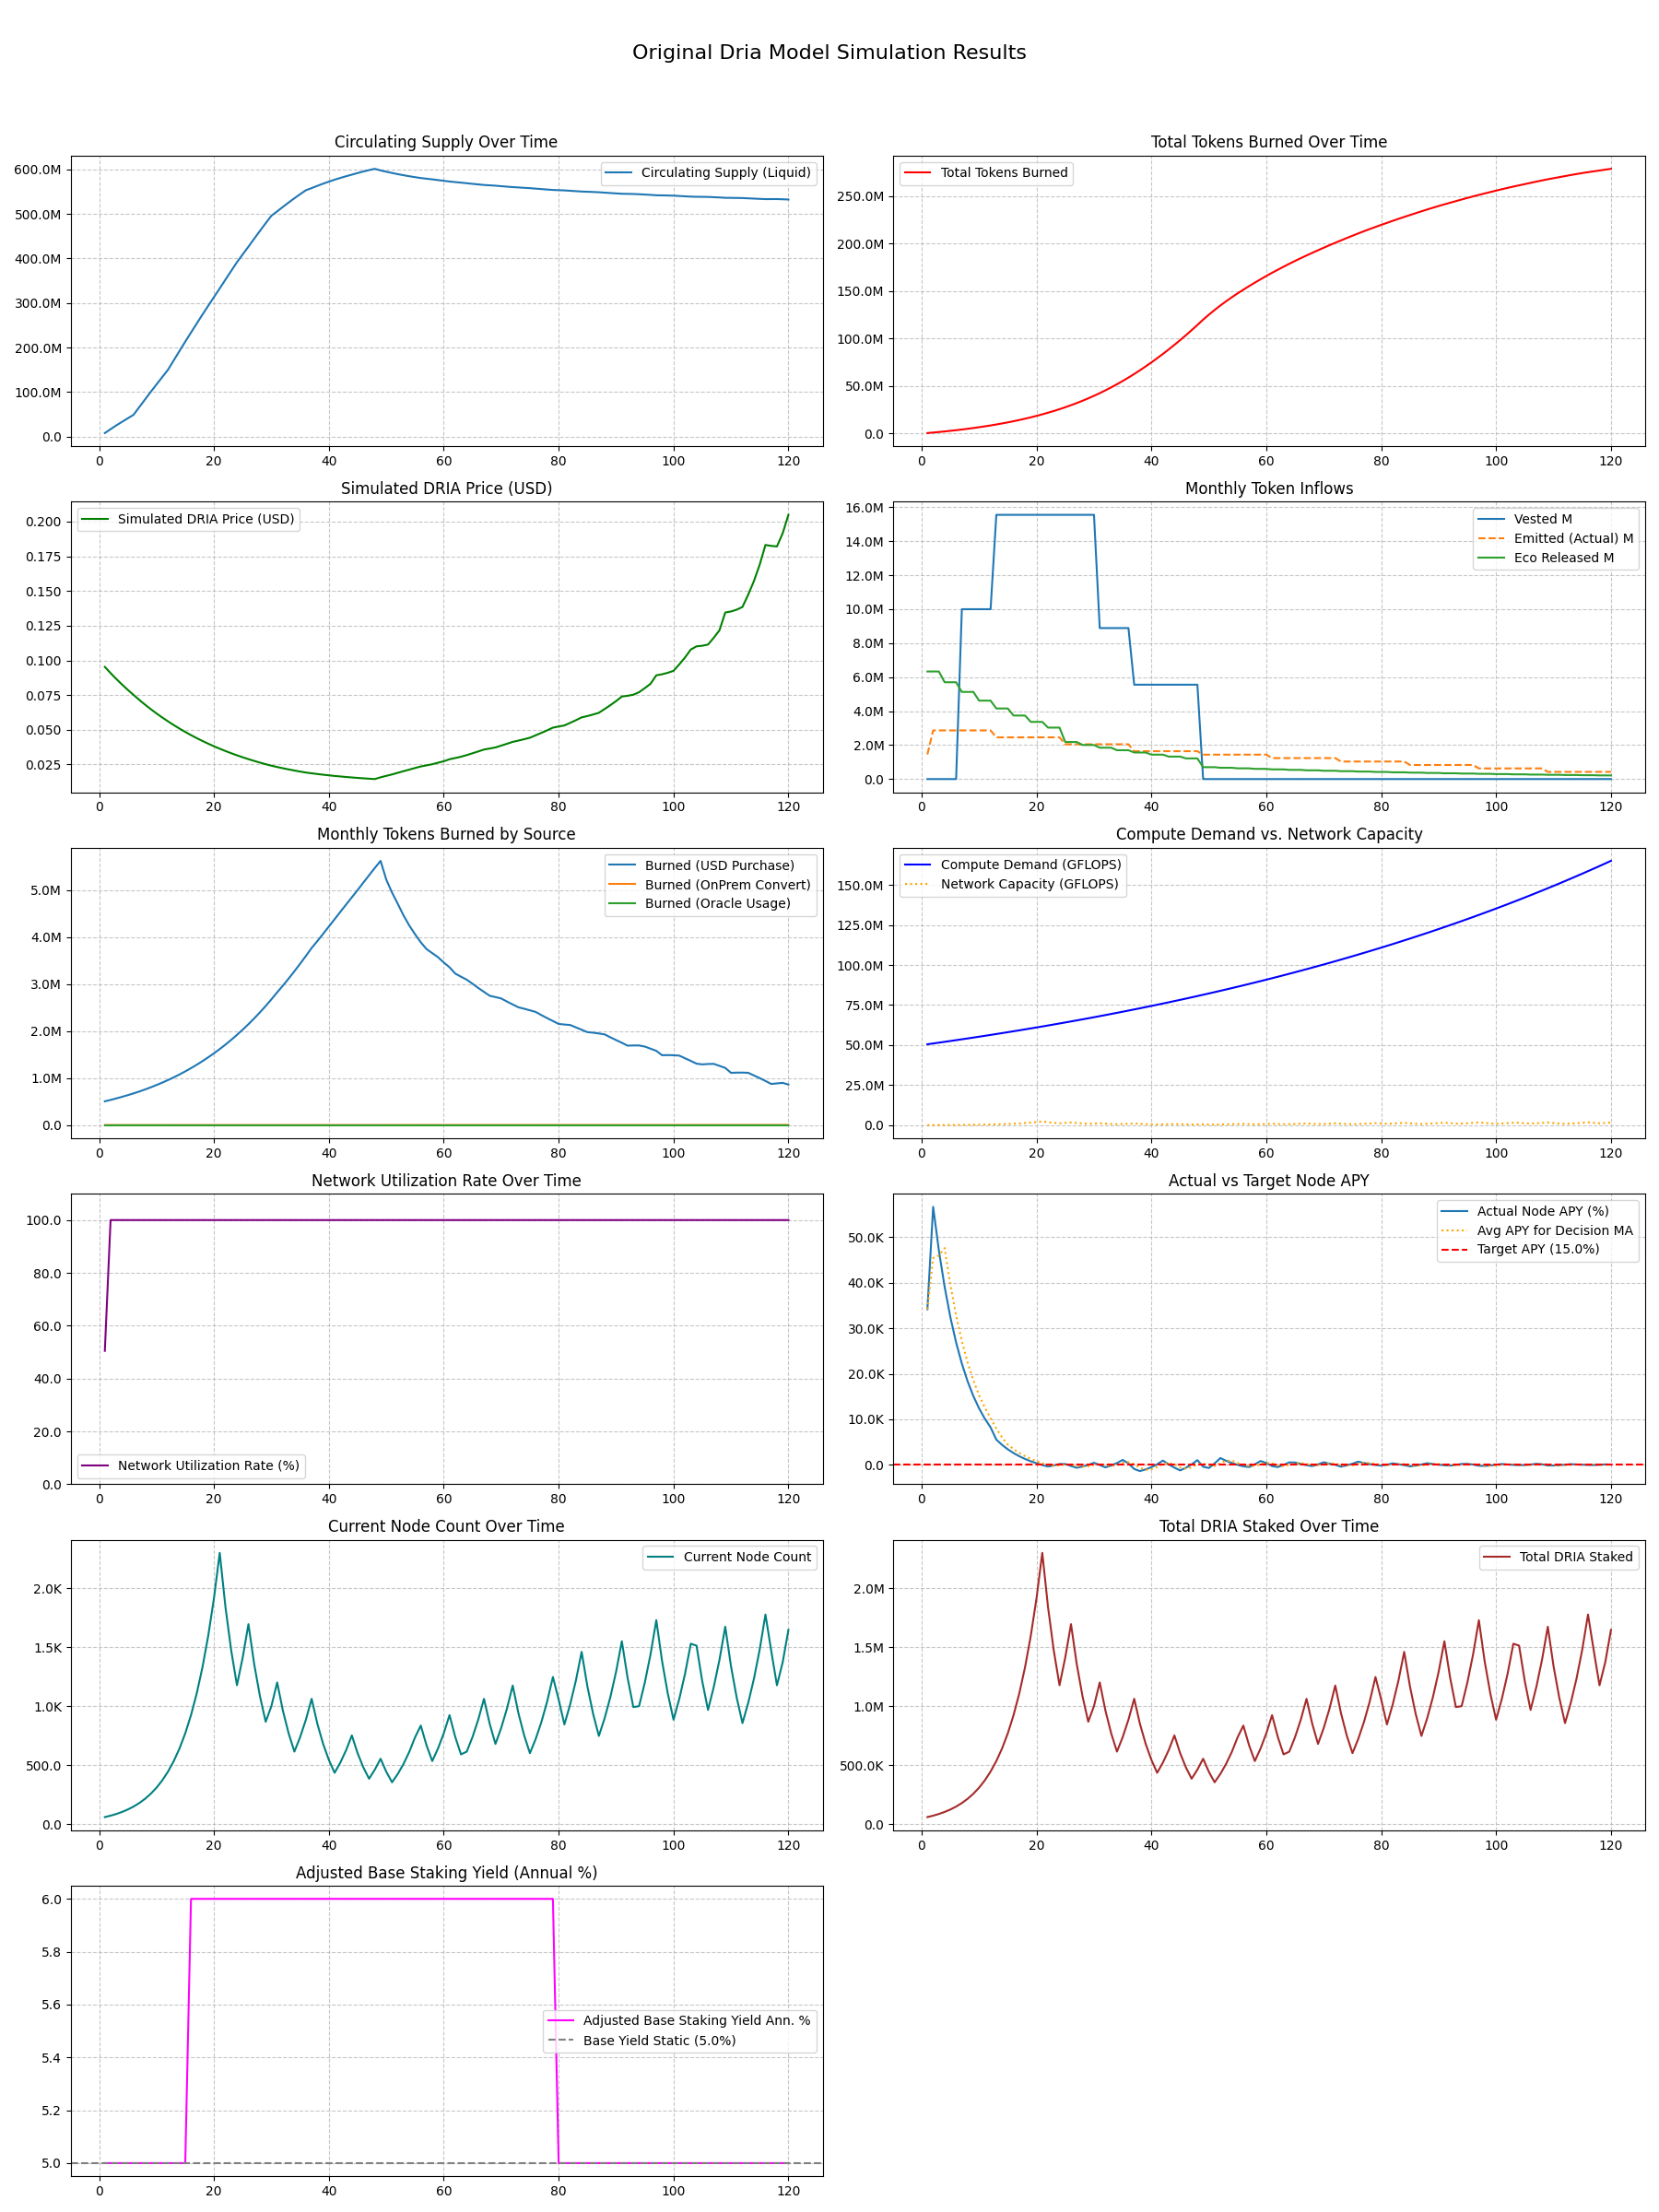 Original Dria Model Simulation Results
Circulating Supply Over Time
600.0M
500.0M
400.0M
300.0M
200.0M
100.0M
0.0
Circulating Supply (Liquid)
0 20 40 60 80 100 120
Total Tokens Burned Over Time
250.0M
200.0M
150.0M
100.0M
50.0M
0.0
Total Tokens Burned
0 20 40 60 80 100 120
Simulated DRIA Price (USD)
0.200
0.175
0.150
0.125
0.100
0.075
0.050
0.025
Simulated DRIA Price (USD)
0 20 40 60 80 100 120
Monthly Token Inflows
16.0M
14.0M
12.0M
10.0M
8.0M
6.0M
4.0M
2.0M
0.0
Vested M
Emitted (Actual) M
Eco Released M
0 20 40 60 80 100 120
Monthly Tokens Burned by Source
5.0M
4.0M
3.0M
2.0M
1.0M
0.0
Burned (USD Purchase)
Burned (OnPrem Convert)
Burned (Oracle Usage)
0 20 40 60 80 100 120
Compute Demand vs. Network Capacity
150.0M
125.0M
100.0M
75.0M
50.0M
25.0M
0.0
Compute Demand (GFLOPS)
Network Capacity (GFLOPS)
0 20 40 60 80 100 120
Network Utilization Rate Over Time
100.0
80.0
60.0
40.0
20.0
0.0
Network Utilization Rate (%)
0 20 40 60 80 100 120
Actual vs Target Node APY
50.0K
40.0K
30.0K
20.0K
10.0K
0.0
Actual Node APY (%)
Avg APY for Decision MA
Target APY (15.0%)
0 20 40 60 80 100 120
Current Node Count Over Time
2.0K
1.5K
1.0K
500.0
0.0
Current Node Count
0 20 40 60 80 100 120
Total DRIA Staked Over Time
2.0M
1.5M
1.0M
500.0K
0.0
Total DRIA Staked
0 20 40 60 80 100 120
Adjusted Base Staking Yield (Annual %)
6.0
5.8
5.6
5.4
5.2
5.0
Adjusted Base Staking Yield Ann. %
Base Yield Static (5.0%)
0 20 40 60 80 100 120